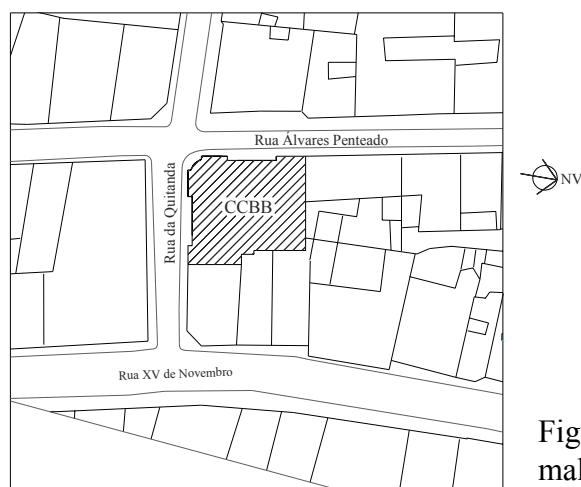 Rua Álvares Penteado
Rua da Quitanda
CCBB
NV
Rua XV de Novembro
Fig
mal